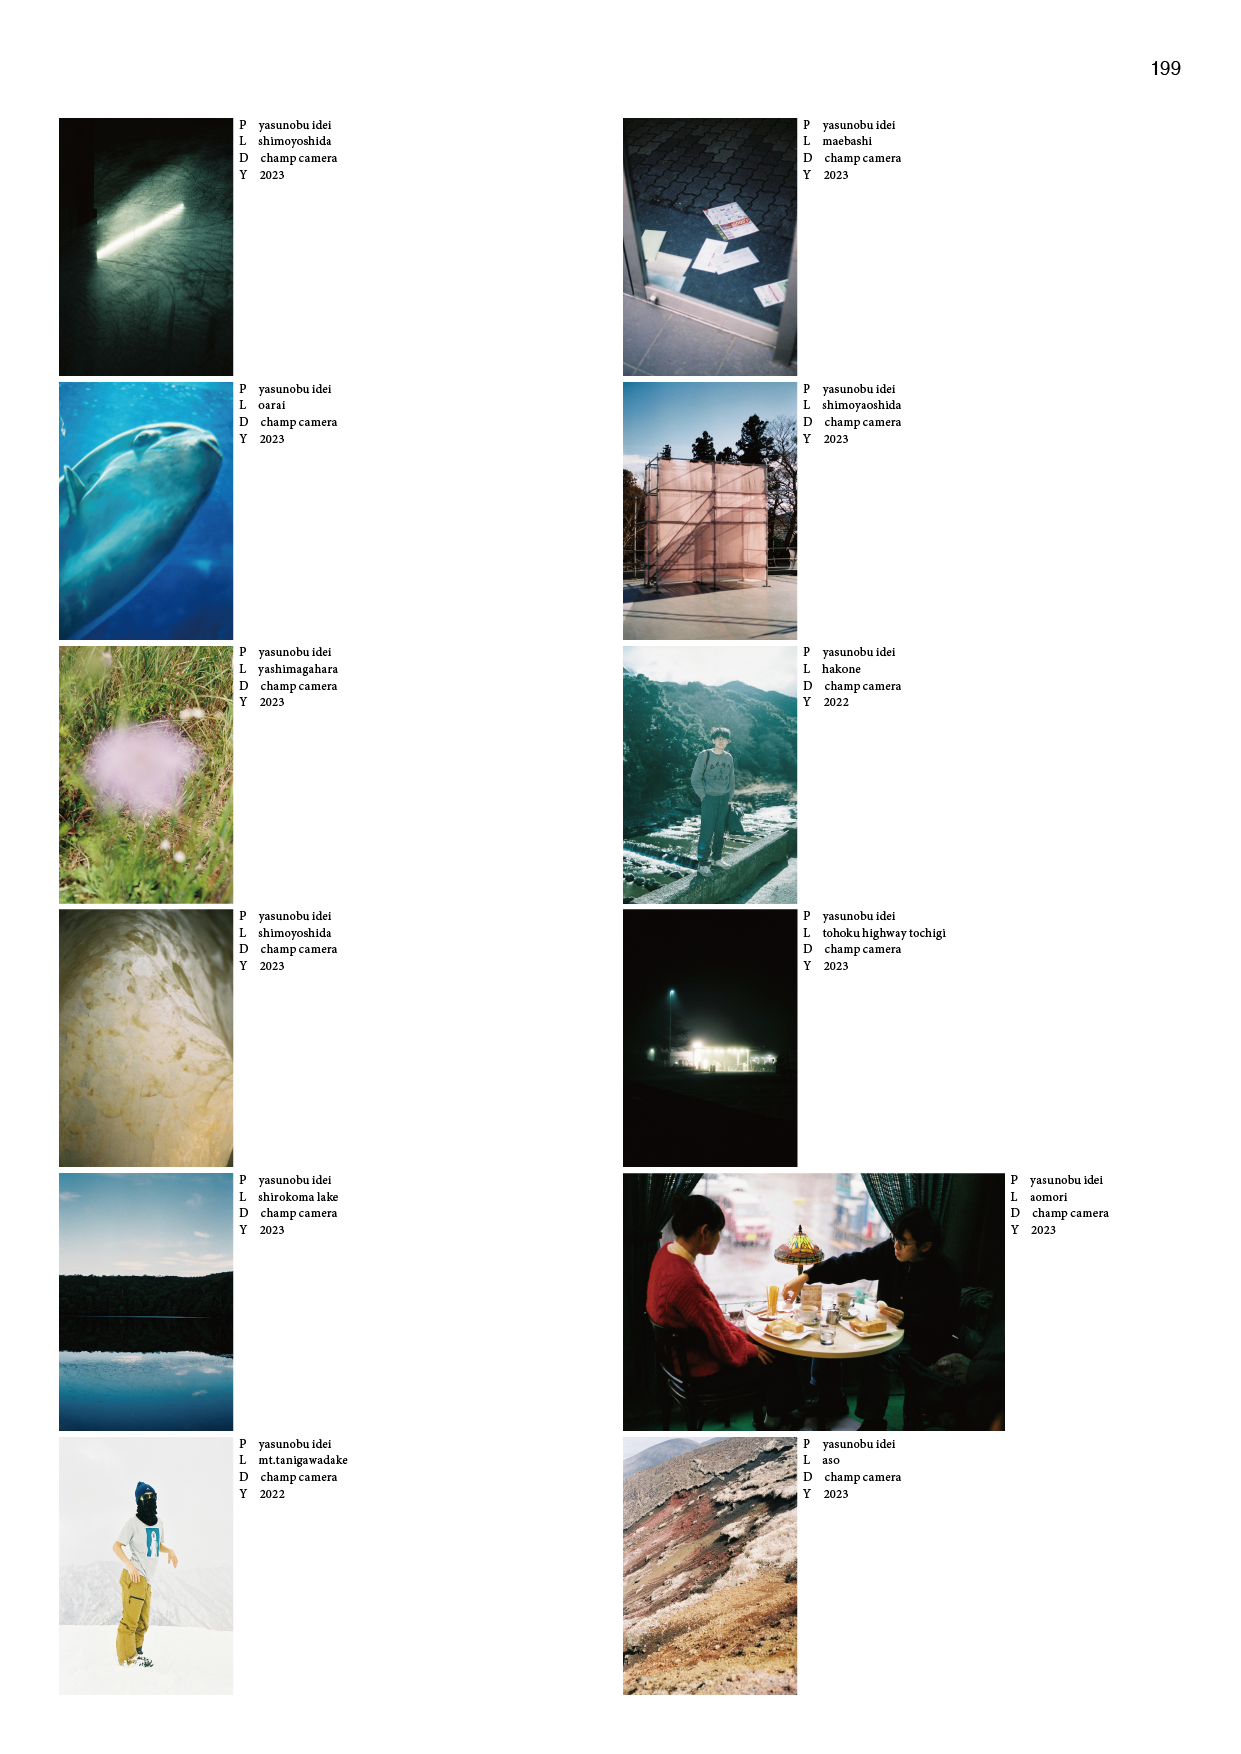 199
P yasunobu idei
L shimoyoshida
D champ camera
Y 2023
P yasunobu idei
L maebashi
D champ camera
Y 2023
P yasunobu idei
L oarai
D champ camera
Y 2023
P yasunobu idei
L shimoyaoshida
D champ camera
Y 2023
P yasunobu idei
L yashimagahara
D champ camera
Y 2023
P yasunobu idei
L hakone
D champ camera
Y 2022
P yasunobu idei
L shimoyoshida
D champ camera
Y 2023
P yasunobu idei
L tohoku highway tochigi
D champ camera
Y 2023
P yasunobu idei
L shirokoma lake
D champ camera
Y 2023
P yasunobu idei
L aomori
D champ camera
Y 2023
P yasunobu idei
L mt.tanigawadake
D champ camera
Y 2022
P yasunobu idei
L aso
D champ camera
Y 2023